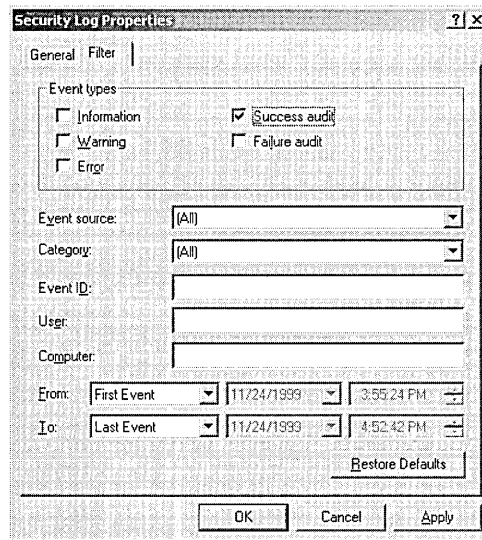 Security Log Properties ? X
General Filter
Event types
Information Success audit
Warning Failure audit
Error
Event source: (All)
Category: (All)
Event ID:
User:
Computer:
From: First Event 11/24/1999 3:55:24 PM
To: Last Event 11/24/1999 4:52:42 PM
Restore Defaults
OK Cancel Apply